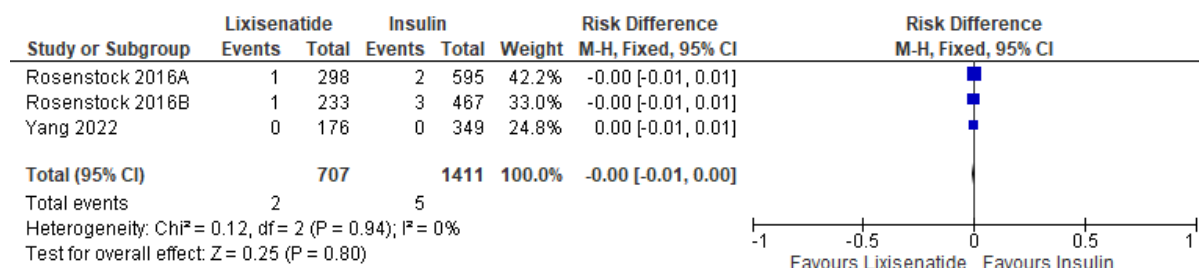 Lixisenatide Insulin Risk Difference Risk Difference
Study or Subgroup Events Total Events Total Weight M-H, Fixed, 95% CI M-H, Fixed, 95% CI
Rosenstock 2016A 1 298 2 595 42.2% -0.00 [-0.01, 0.01]
Rosenstock 2016B 1 233 3 467 33.0% -0.00 [-0.01, 0.01]
Yang 2022 0 176 0 349 24.8% 0.00 [-0.01, 0.01]
Total (95% CI) 707 1411 100.0% -0.00 [-0.01, 0.00]
Total events 2 5
Heterogeneity: Chi² = 0.12, df = 2 (P = 0.94); I² = 0%
Test for overall effect: Z = 0.25 (P = 0.80)
-1 -0.5 0 0.5 1
Favours Lixisenatide Favours Insulin